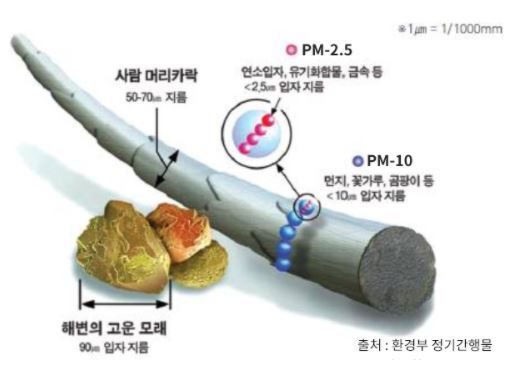 ※1㎛ = 1/1000mm
PM-2.5
연소입자, 유기화합물, 금속 등
<2,5㎛ 입자 지름
사람 머리카락
50-70㎛ 지름
PM-10
먼지, 꽃가루, 곰팡이 등
<10㎛ 입자 지름
해변의 고운 모래
90㎛ 입자 지름
출처 : 환경부 정기간행물